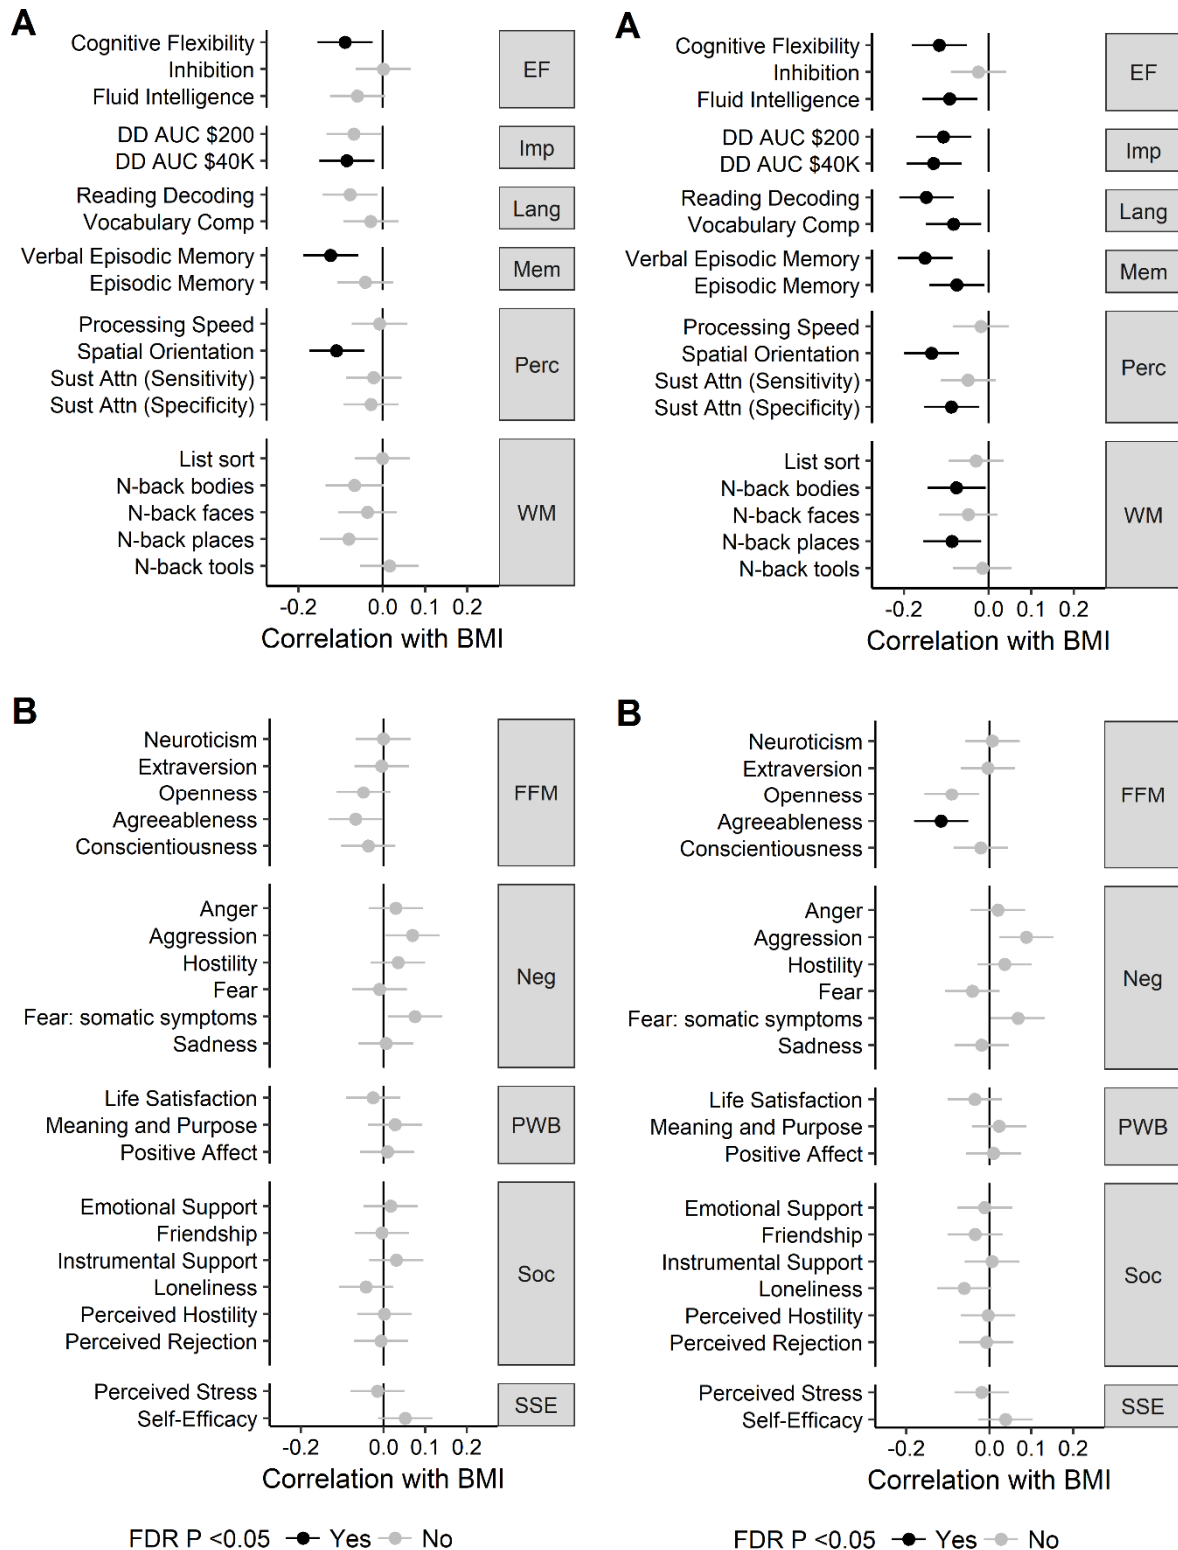 A
Cognitive Flexibility
Inhibition
Fluid Intelligence
EF
DD AUC $200
DD AUC $40K
Imp
Reading Decoding
Vocabulary Comp
Lang
Verbal Episodic Memory
Episodic Memory
Mem
Processing Speed
Spatial Orientation
Sust Attn (Sensitivity)
Sust Attn (Specificity)
Perc
List sort
N-back bodies
N-back faces
N-back places
N-back tools
WM
-0.2 0.0 0.1 0.2
Correlation with BMI
A
Cognitive Flexibility
Inhibition
Fluid Intelligence
EF
DD AUC $200
DD AUC $40K
Imp
Reading Decoding
Vocabulary Comp
Lang
Verbal Episodic Memory
Episodic Memory
Mem
Processing Speed
Spatial Orientation
Sust Attn (Sensitivity)
Sust Attn (Specificity)
Perc
List sort
N-back bodies
N-back faces
N-back places
N-back tools
WM
-0.2 0.0 0.1 0.2
Correlation with BMI
B
Neuroticism
Extraversion
Openness
Agreeableness
Conscientiousness
FFM
Anger
Aggression
Hostility
Fear
Fear: somatic symptoms
Sadness
Neg
Life Satisfaction
Meaning and Purpose
Positive Affect
PWB
Emotional Support
Friendship
Instrumental Support
Loneliness
Perceived Hostility
Perceived Rejection
Soc
Perceived Stress
Self-Efficacy
SSE
-0.2 0.0 0.1 0.2
Correlation with BMI
FDR P <0.05 Yes No
B
Neuroticism
Extraversion
Openness
Agreeableness
Conscientiousness
FFM
Anger
Aggression
Hostility
Fear
Fear: somatic symptoms
Sadness
Neg
Life Satisfaction
Meaning and Purpose
Positive Affect
PWB
Emotional Support
Friendship
Instrumental Support
Loneliness
Perceived Hostility
Perceived Rejection
Soc
Perceived Stress
Self-Efficacy
SSE
-0.2 0.0 0.1 0.2
Correlation with BMI
FDR P <0.05 Yes No